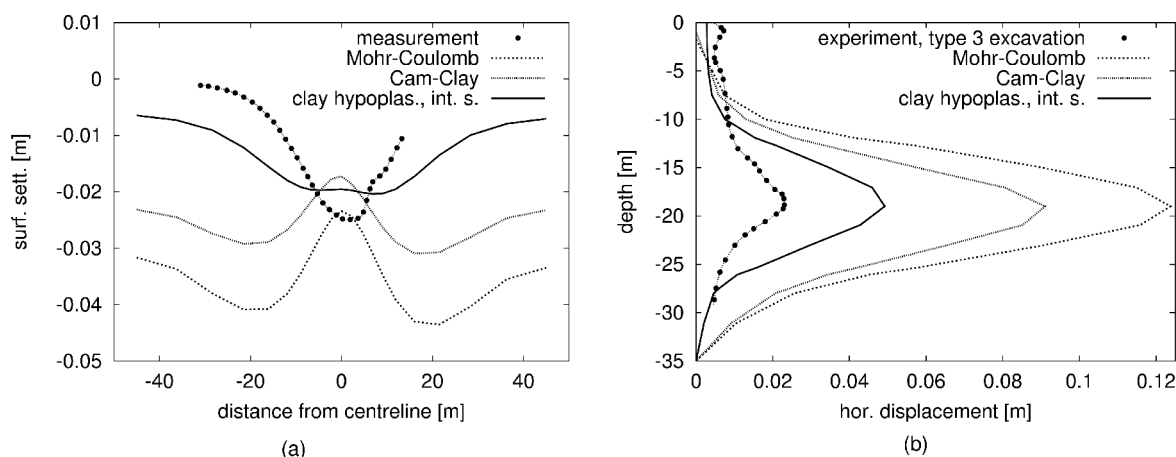 0.01
0
-0.01
-0.02
-0.03
-0.04
-0.05
surf. sett. [m]
measurement
Mohr-Coulomb
Cam-Clay
clay hypoplas., int. s.
-40
-20
0
20
40
distance from centreline [m]
(a)
0
-5
-10
-15
-20
-25
-30
-35
depth [m]
experiment, type 3 excavation
Mohr-Coulomb
Cam-Clay
clay hypoplas., int. s.
0
0.02
0.04
0.06
0.08
0.1
0.12
hor. displacement [m]
(b)